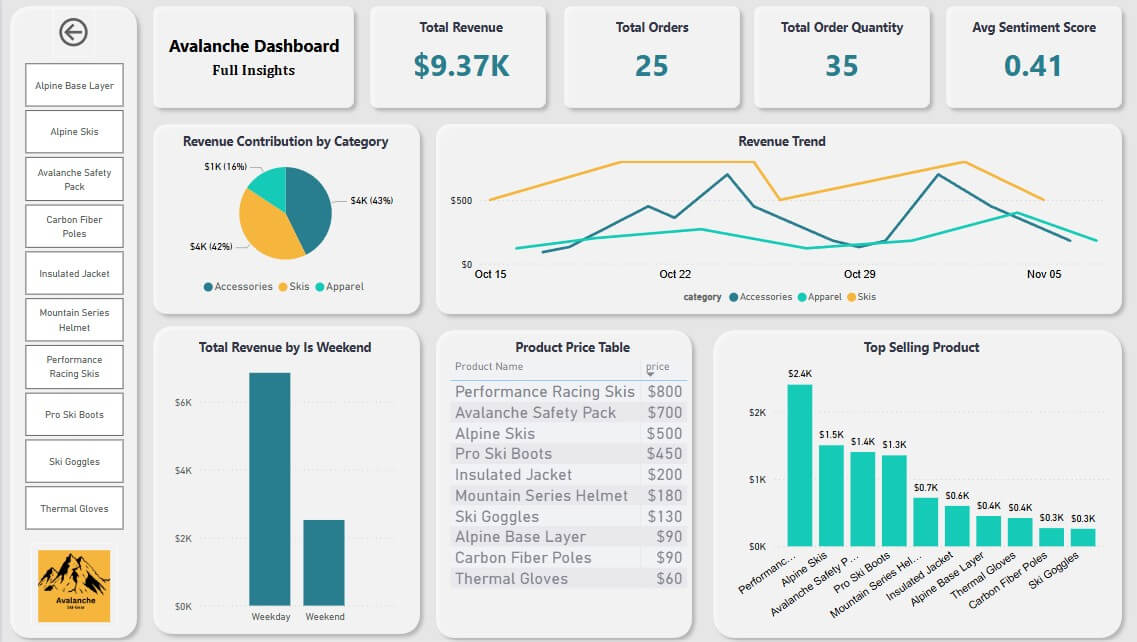 Alpine Base Layer
Alpine Skis
Avalanche Safety
Pack
Carbon Fiber
Poles
Insulated Jacket
Mountain Series
Helmet
Performance
Racing Skis
Pro Ski Boots
Ski Goggles
Thermal Gloves
Avalanche
Ski Gear
Avalanche Dashboard
Full Insights
Total Revenue
$9.37K
Total Orders
25
Total Order Quantity
35
Avg Sentiment Score
0.41
Revenue Contribution by Category
$1K (16%)
$4K (43%)
$4K (42%)
Accessories Skis Apparel
Revenue Trend
$500
$0
Oct 15 Oct 22 Oct 29 Nov 05
category Accessories Apparel Skis
Total Revenue by Is Weekend
$6K
$4K
$2K
$0K
Weekday Weekend
Product Price Table
Product Name price
Performance Racing Skis $800
Avalanche Safety Pack $700
Alpine Skis $500
Pro Ski Boots $450
Insulated Jacket $200
Mountain Series Helmet $180
Ski Goggles $130
Alpine Base Layer $90
Carbon Fiber Poles $90
Thermal Gloves $60
Top Selling Product
$2.4K
$1.5K
$1.4K
$1.3K
$0.7K
$0.6K
$0.4K
$0.4K
$0.3K
$0.3K
$2K
$1K
$0K
Performanc...
Alpine Skis
Avalanche Safety P...
Pro Ski Boots
Mountain Series Hel...
Insulated Jacket
Alpine Base Layer
Thermal Gloves
Carbon Fiber Poles
Ski Goggles